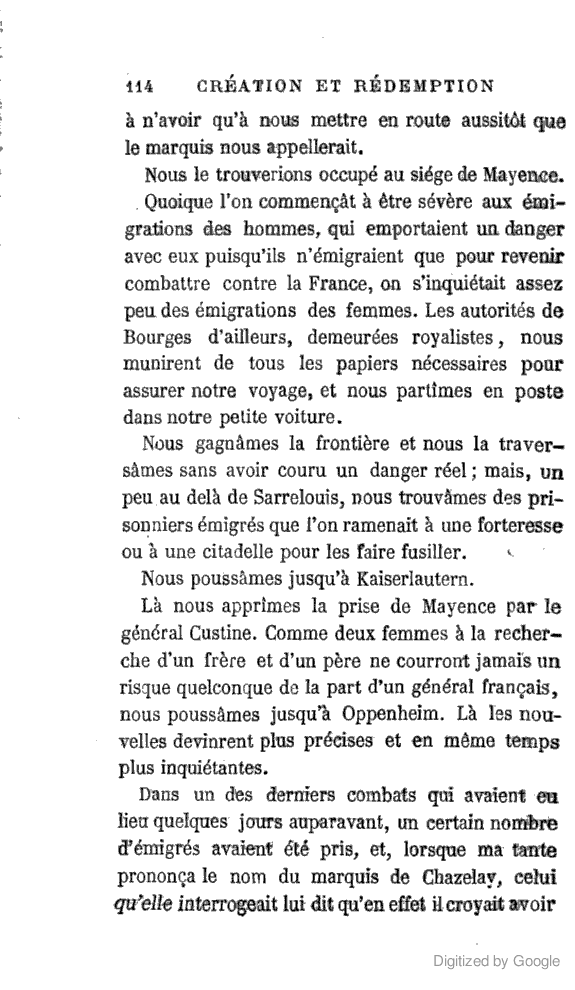 114 CRÉATION ET RÉDEMPTION
à n'avoir qu'à nous mettre en route aussitôt que
le marquis nous appellerait.
Nous le trouverions occupé au siége de Mayence.
Quoique l'on commençât à être sévère aux émi-
grations des hommes, qui emportaient un danger
avec eux puisqu'ils n'émigraient que pour revenir
combattre contre la France, on s'inquiétait assez
peu des émigrations des femmes. Les autorités de
Bourges d'ailleurs, demeurées royalistes, nous
munirent de tous les papiers nécessaires pour
assurer notre voyage, et nous partîmes en poste
dans notre petite voiture.
Nous gagnâmes la frontière et nous la traver-
sâmes sans avoir couru un danger réel ; mais, un
peu au delà de Sarrelouis, nous trouvâmes des pri-
sonniers émigrés que l'on ramenait à une forteresse
ou à une citadelle pour les faire fusiller.
Nous poussâmes jusqu'à Kaiserlautern.
Là nous apprîmes la prise de Mayence par le
général Custine. Comme deux femmes à la recher-
che d'un frère et d'un père ne courront jamais un
risque quelconque de la part d'un général français,
nous poussâmes jusqu'à Oppenheim. Là les nou-
velles devinrent plus précises et en même temps
plus inquiétantes.
Dans un des derniers combats qui avaient eu
lieu quelques jours auparavant, un certain nombre
d'émigrés avaient été pris, et, lorsque ma tante
prononça le nom du marquis de Chazelay, celui
qu'elle interrogeait lui dit qu'en effet il croyait avoir
Digitized by Google